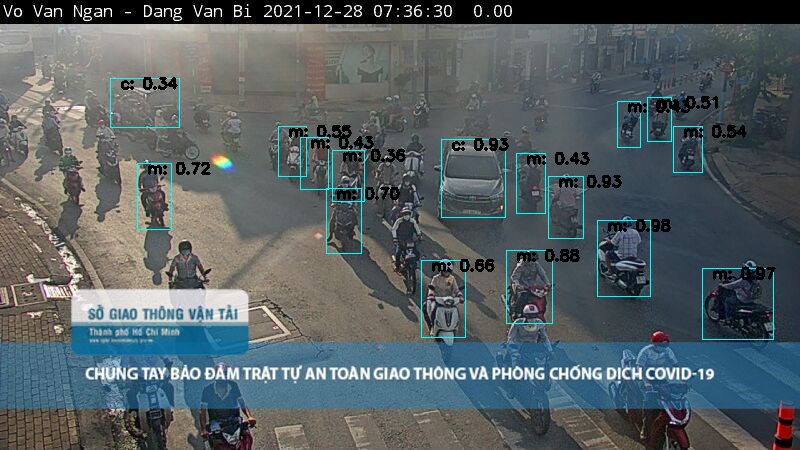 Vo Van Ngan - Dang Van Bi 2021-12-28 07:36:30 0.00
c: 0.34
m: 0.51
m: 0.43
m: 0.55
m: 0.43
m: 0.54
c: 0.93
m: 0.36
m: 0.43
m: 0.72
m: 0.93
m: 0.70
m: 0.98
m: 0.66
m: 0.88
m: 0.97
SỞ GIAO THÔNG VẬN TẢI
Thành phố Hồ Chí Minh
CHUNG TAY BẢO ĐẢM TRẬT TỰ AN TOÀN GIAO THÔNG VÀ PHÒNG CHỐNG DỊCH COVID-19